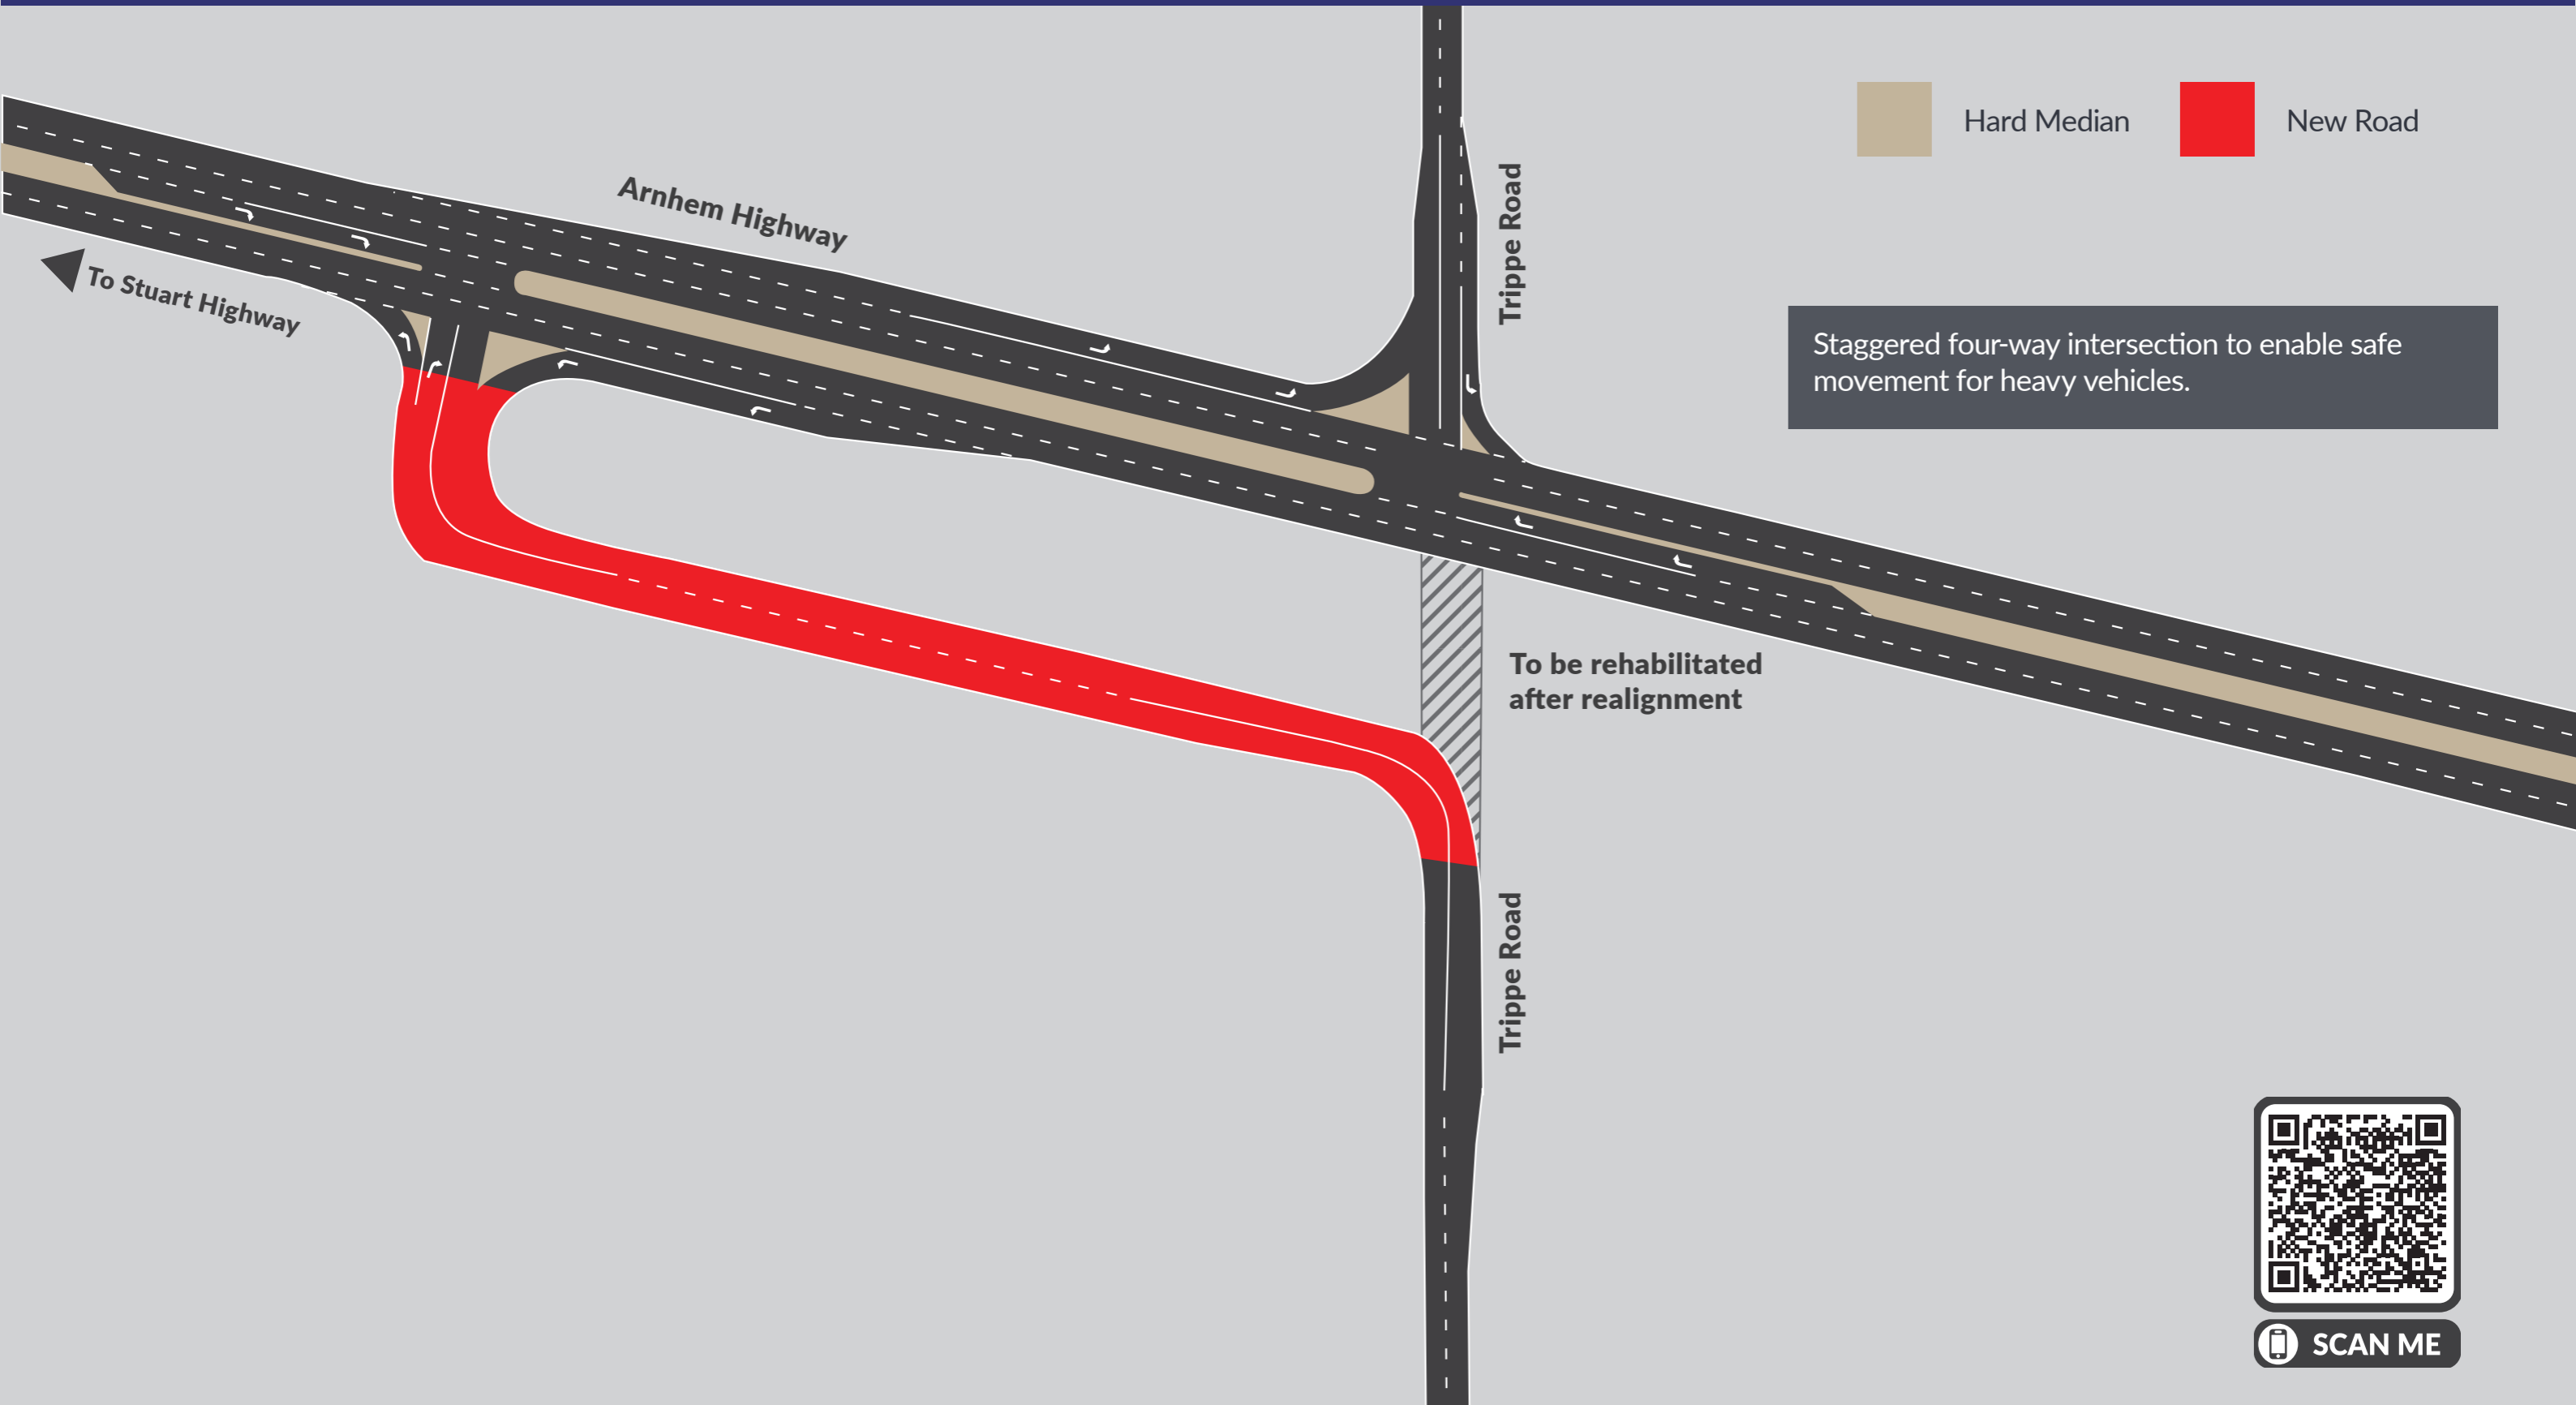 Hard Median
New Road
Arnhem Highway
Trippe Road
To Stuart Highway
Staggered four-way intersection to enable safe
movement for heavy vehicles.
To be rehabilitated
after realignment
Trippe Road
SCAN ME